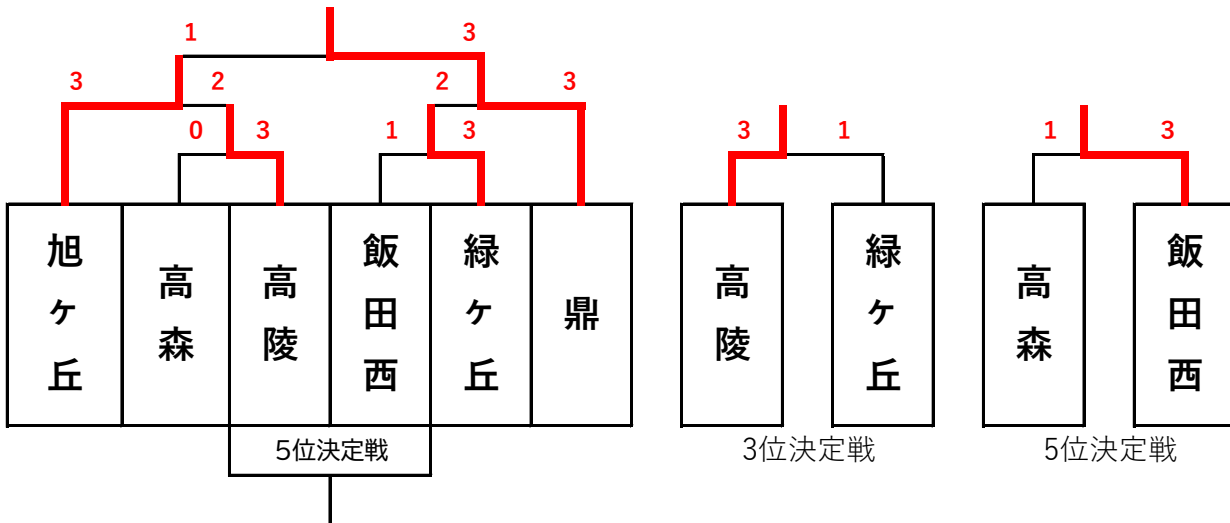 1 3
3 2 2 3
0 3 1 3 3 1 1 3
旭ヶ丘
高森
高陵
飯田西
緑ヶ丘
鼎
高陵
緑ヶ丘
高森
飯田西
5位決定戦
3位決定戦
5位決定戦